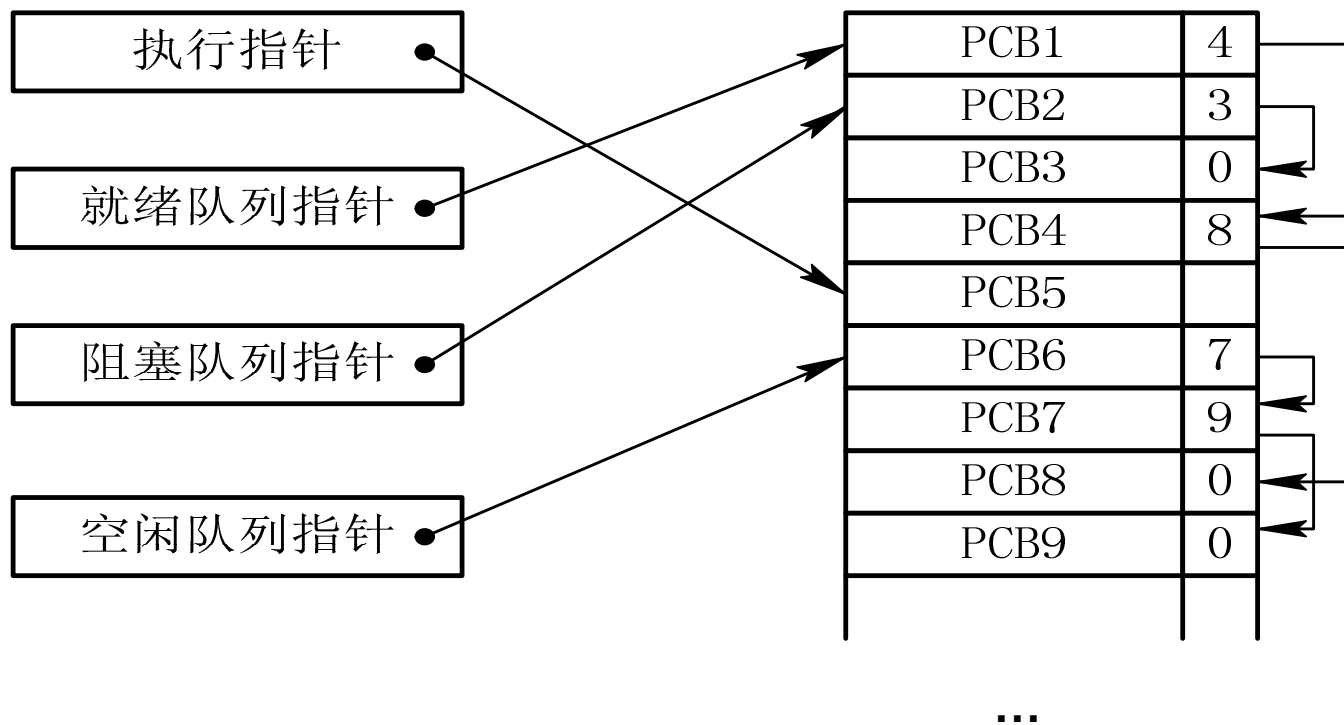 执行指针
就绪队列指针
阻塞队列指针
空闲队列指针
PCB1 4
PCB2 3
PCB3 0
PCB4 8
PCB5
PCB6 7
PCB7 9
PCB8 0
PCB9 0
…